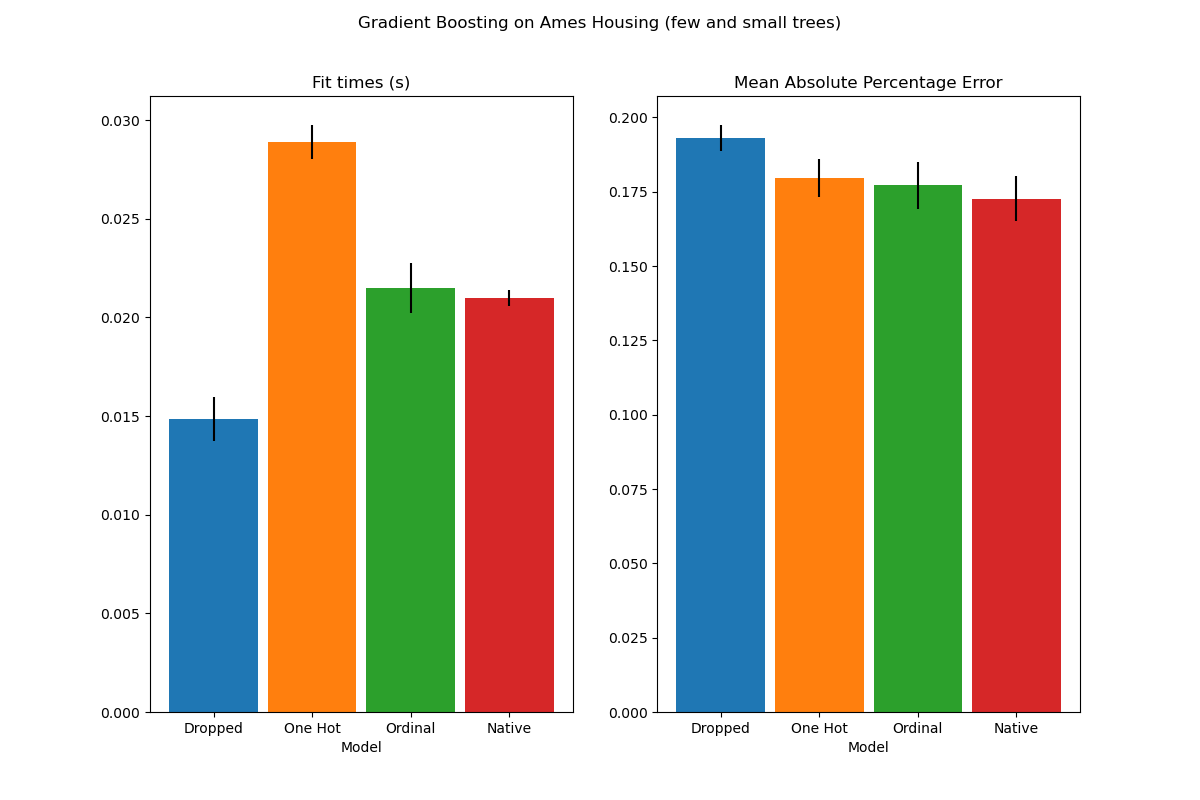 Gradient Boosting on Ames Housing (few and small trees)
Fit times (s)
0.030
0.025
0.020
0.015
0.010
0.005
0.000
Dropped One Hot Ordinal Native
Model
Mean Absolute Percentage Error
0.200
0.175
0.150
0.125
0.100
0.075
0.050
0.025
0.000
Dropped One Hot Ordinal Native
Model